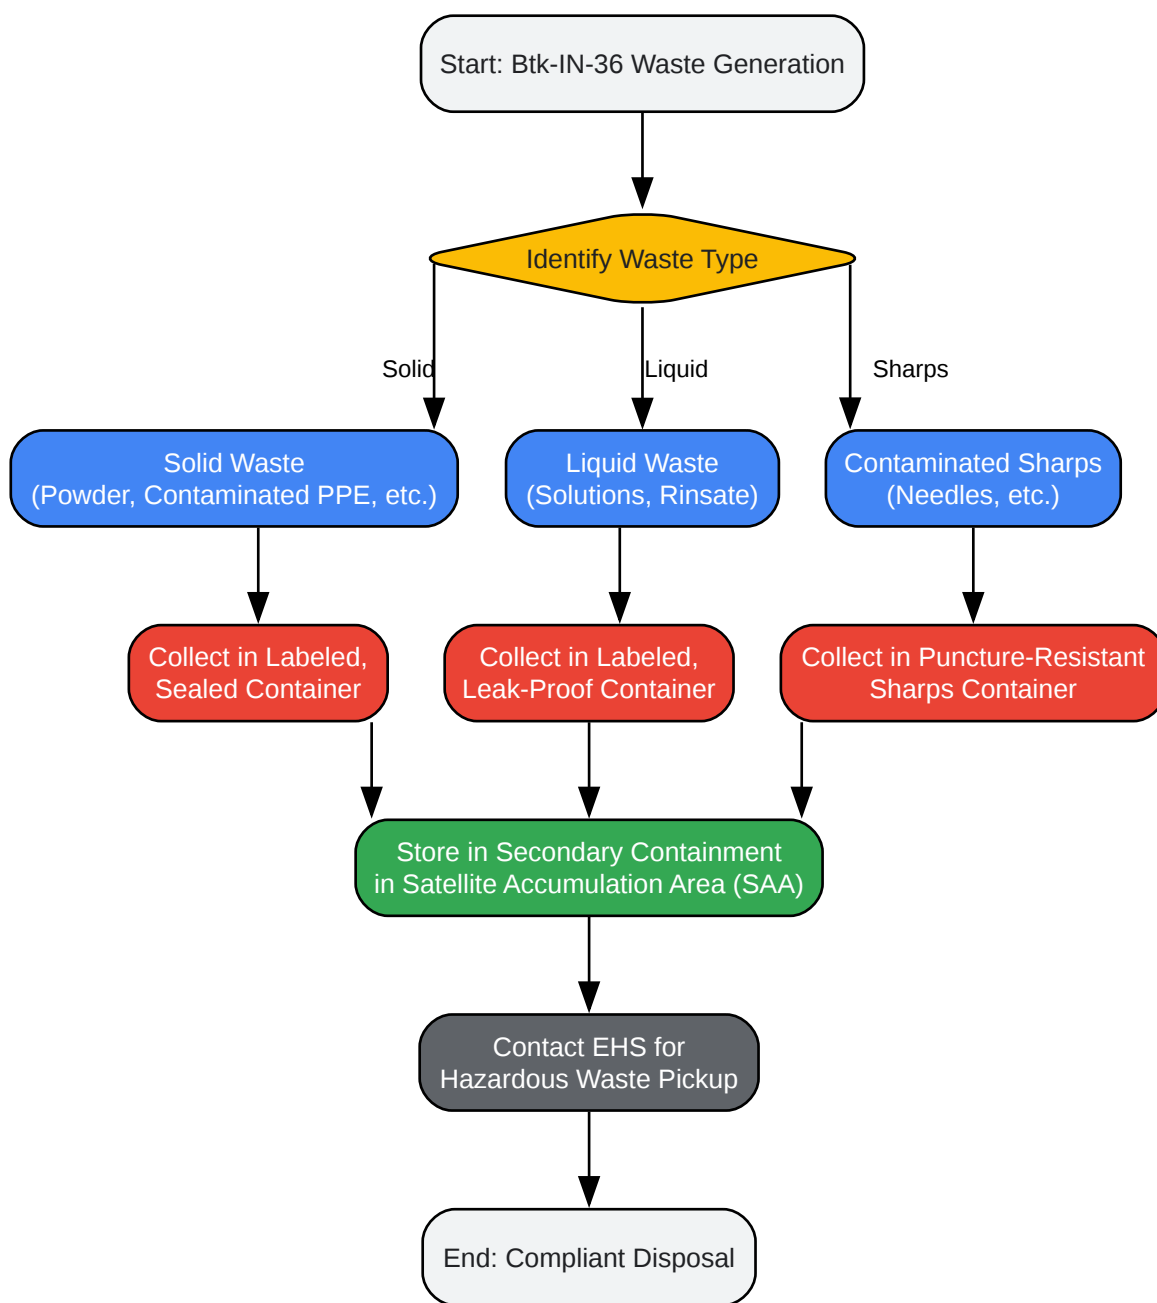 Start: Btk-IN-36 Waste Generation
Identify Waste Type
Solid
Liquid
Sharps
Solid Waste
(Powder, Contaminated PPE, etc.)
Liquid Waste
(Solutions, Rinsate)
Contaminated Sharps
(Needles, etc.)
Collect in Labeled,
Sealed Container
Collect in Labeled,
Leak-Proof Container
Collect in Puncture-Resistant
Sharps Container
Store in Secondary Containment
in Satellite Accumulation Area (SAA)
Contact EHS for
Hazardous Waste Pickup
End: Compliant Disposal